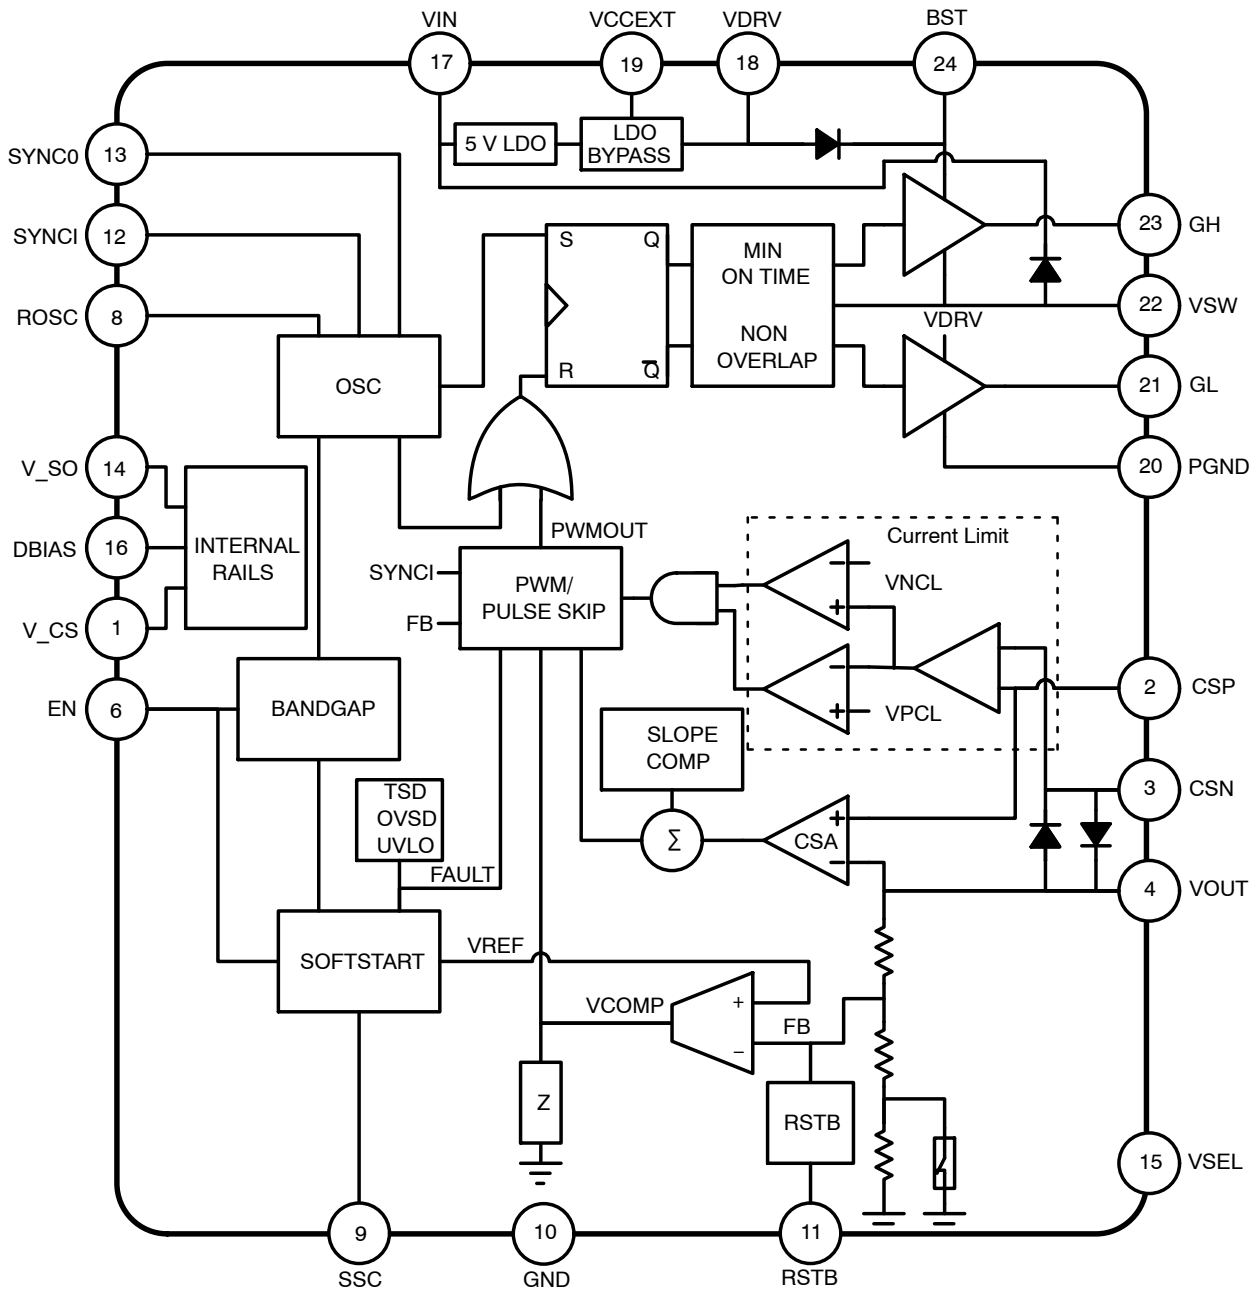 VIN
VCCEXT
VDRV
BST
17
19
18
24
SYNC0
13
5 V LDO
LDO
BYPASS
SYNCI
12
S
Q
MIN
ON TIME
23
GH
ROSC
8
22
VSW
VDRV
NON
OVERLAP
OSC
R
Q̅
21
GL
V_SO
14
20
PGND
PWMOUT
Current Limit
DBIAS
16
INTERNAL
RAILS
SYNCI
PWM/
PULSE SKIP
FB
−
VNCL
+
V_CS
1
−
2
CSP
EN
6
BANDGAP
+
VPCL
SLOPE
COMP
TSD
OVSD
UVLO
3
CSN
+
Σ
CSA
−
FAULT
4
VOUT
SOFTSTART
VREF
VCOMP
+
FB
−
Z
RSTB
15
VSEL
9
10
11
SSC
GND
RSTB